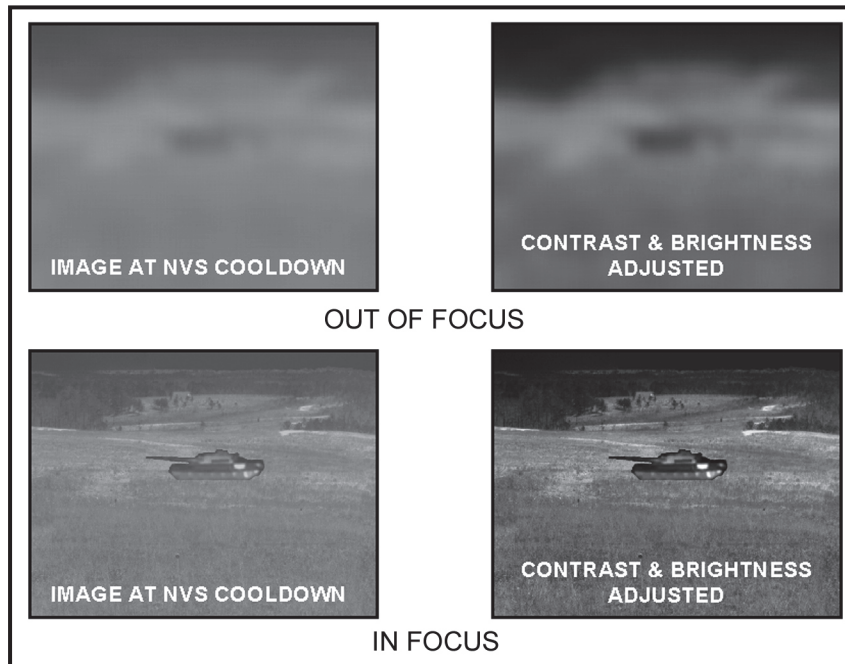 IMAGE AT NVS COOLDOWN
CONTRAST & BRIGHTNESS
ADJUSTED
OUT OF FOCUS
IMAGE AT NVS COOLDOWN
CONTRAST & BRIGHTNESS
ADJUSTED
IN FOCUS